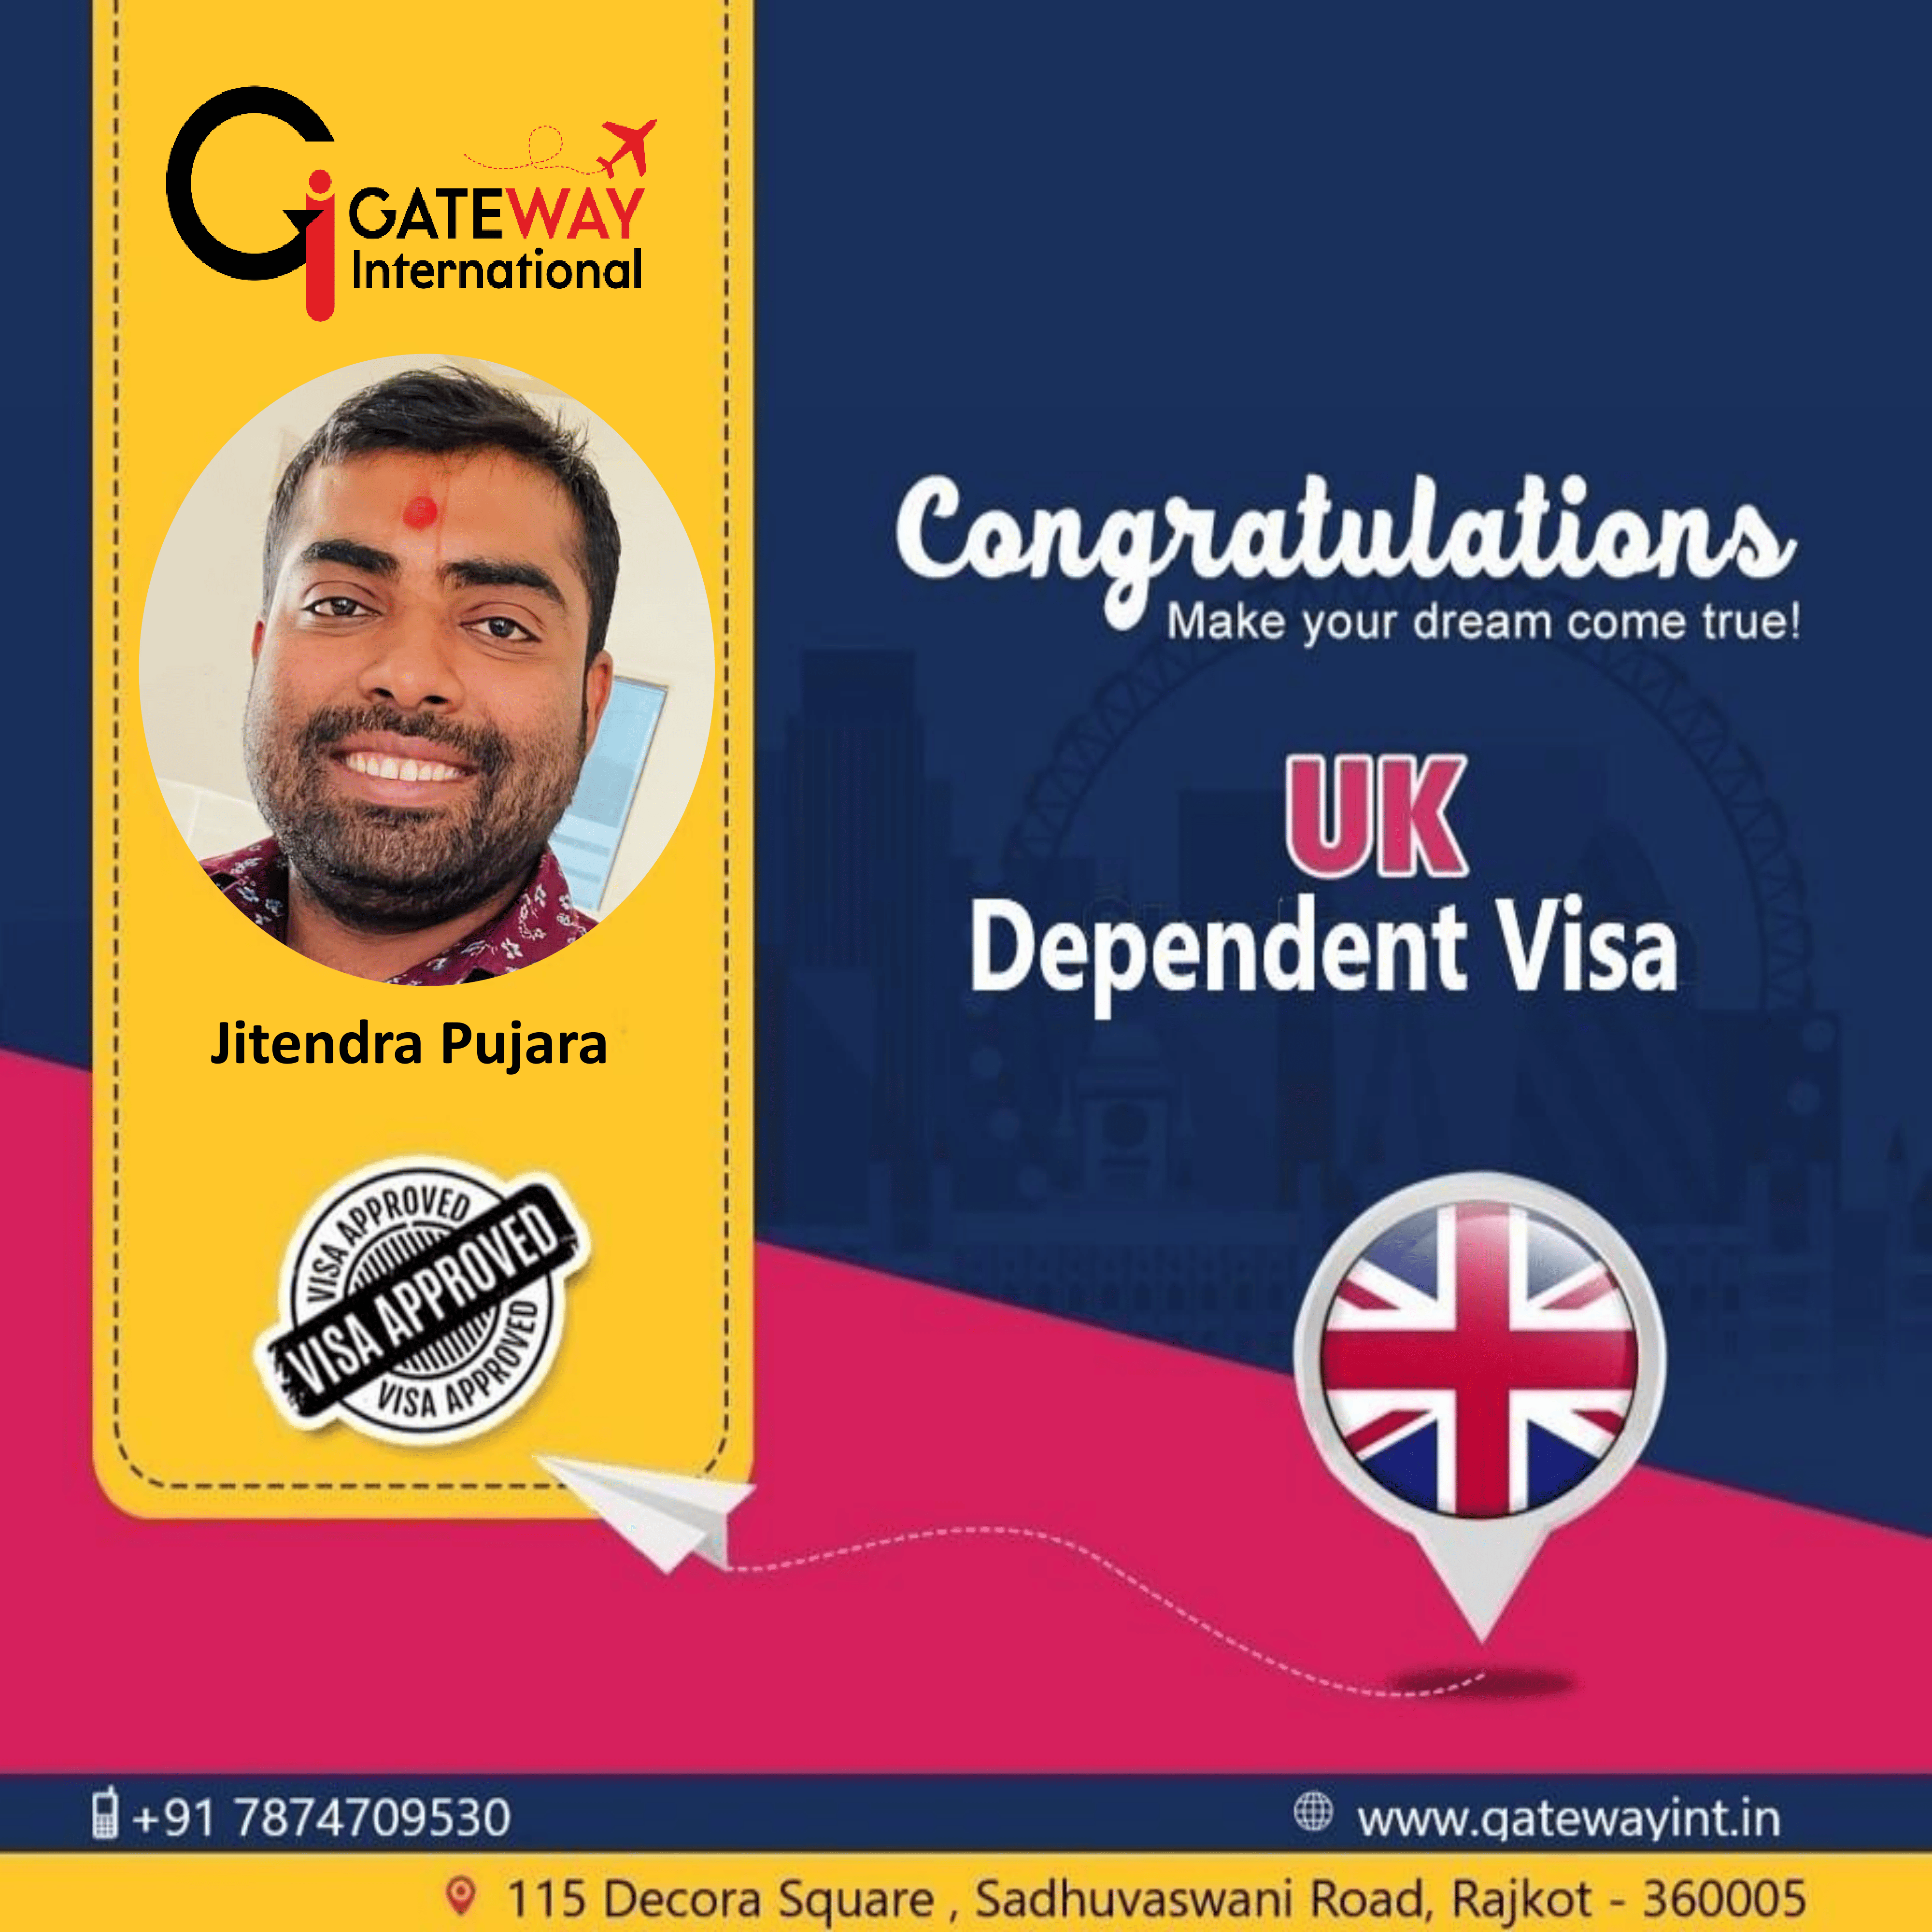 GATEWAY
International
Congratulations
Make your dream come true!
UK
Dependent Visa
Jitendra Pujara
VISA APPROVED
VISA APPROVED
VISA APPROVED
+91 7874709530
www.gatewayint.in
115 Decora Square , Sadhuvaswani Road, Rajkot - 360005